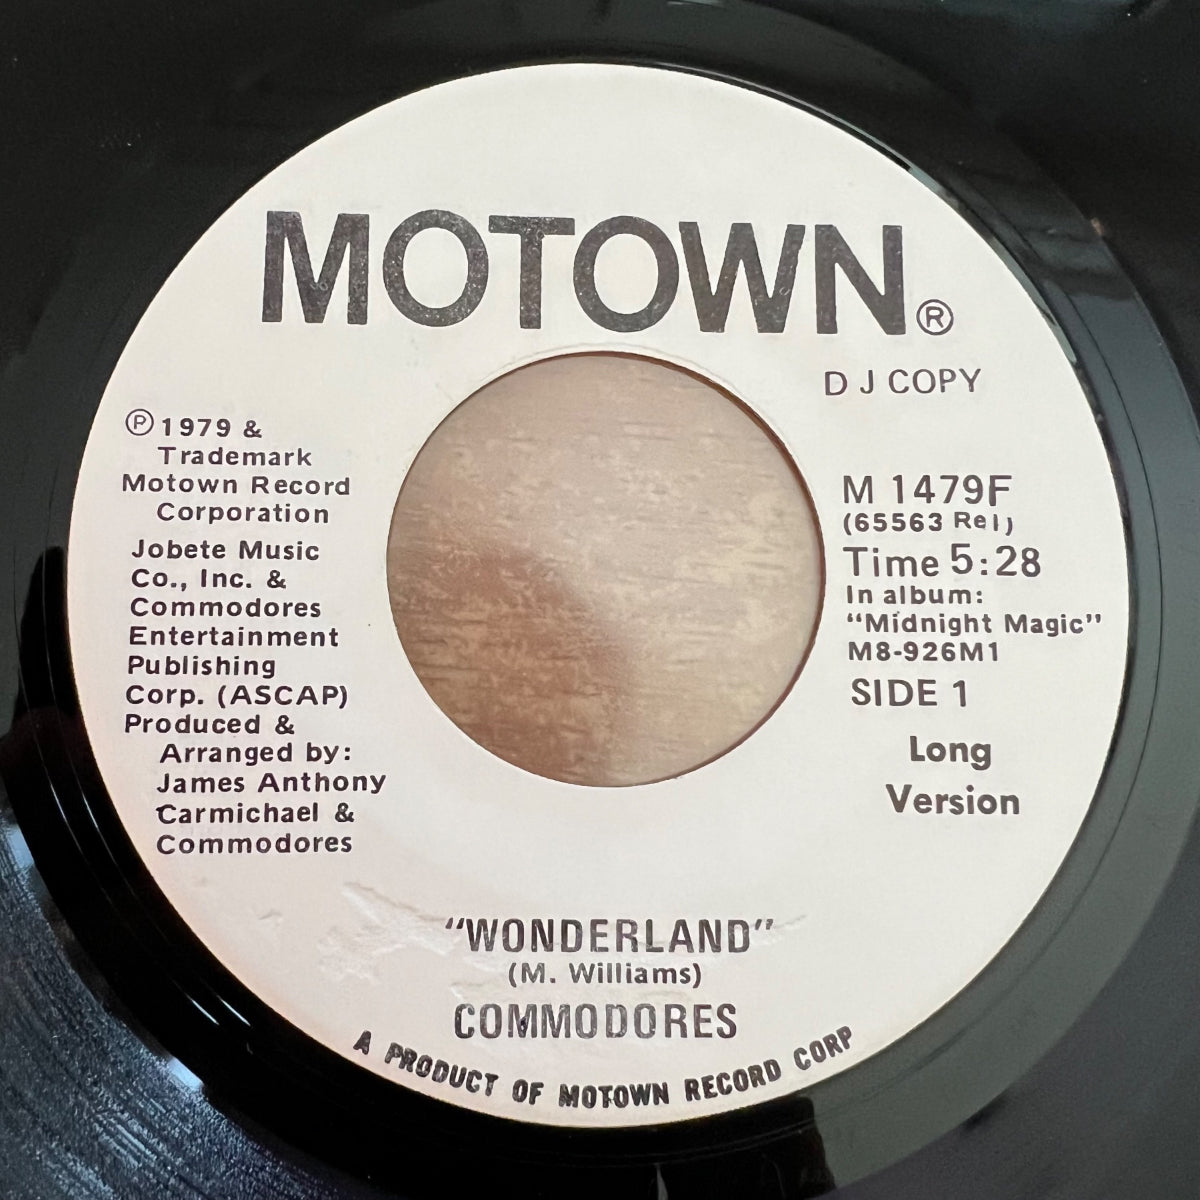 MOTOWN®
D J COPY
Ⓟ 1979 &
Trademark
Motown Record
Corporation
Jobete Music
Co., Inc. &
Commodores
Entertainment
Publishing
Corp. (ASCAP)
Produced &
Arranged by:
James Anthony
Carmichael &
Commodores
M 1479F
(65563 Rel)
Time 5:28
In album:
"Midnight Magic"
M8-926M1
SIDE 1
Long
Version
"WONDERLAND"
(M. Williams)
COMMODORES
A PRODUCT OF MOTOWN RECORD CORP